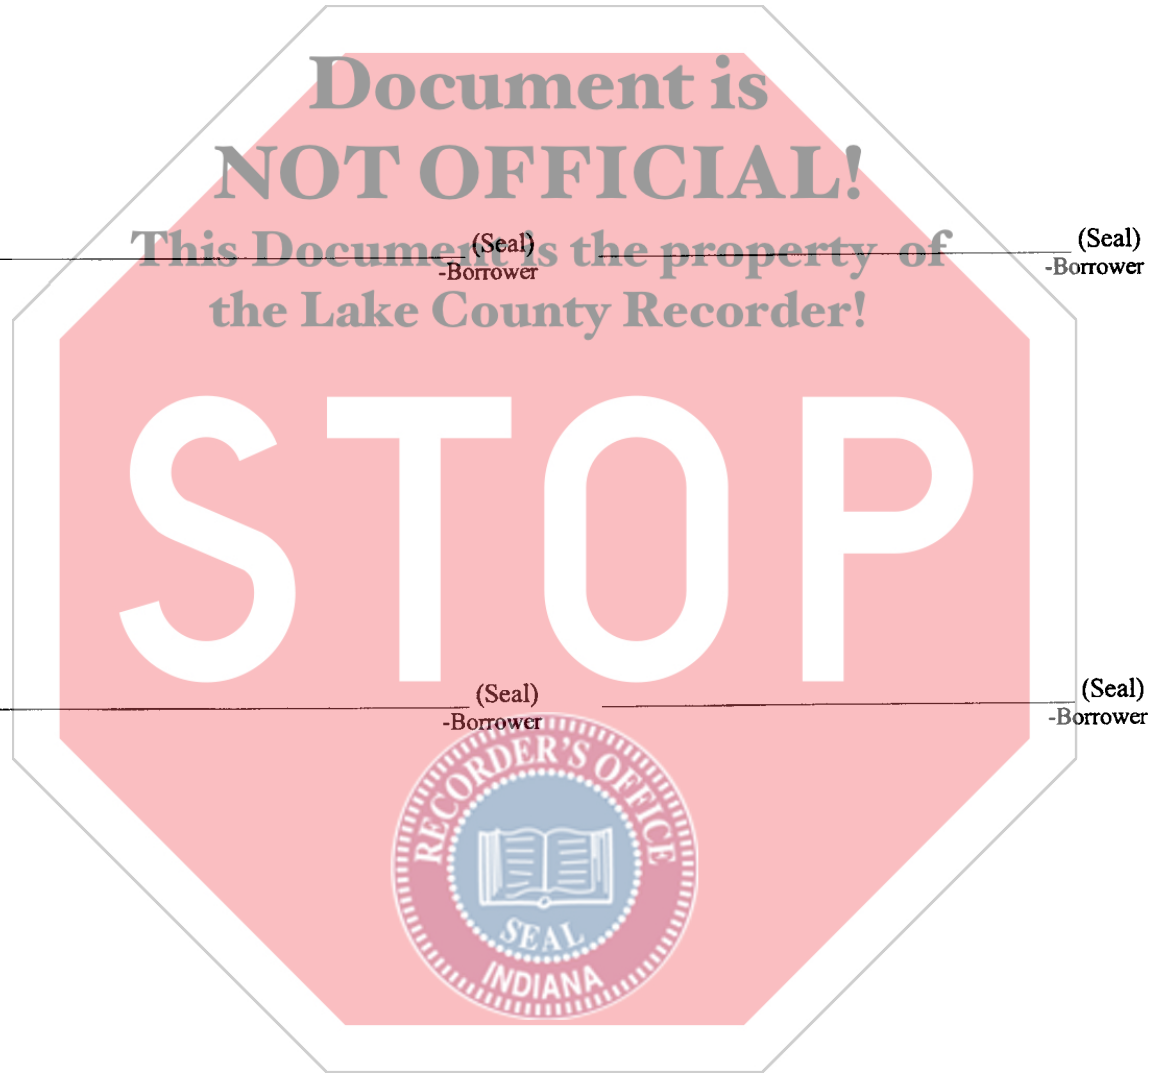 Document is
NOT OFFICIAL!
This Document is the property of
the Lake County Recorder!
(Seal)
-Borrower
(Seal)
-Borrower
STOP
(Seal)
-Borrower
(Seal)
-Borrower
RECORDER'S OFFICE
SEAL
INDIANA